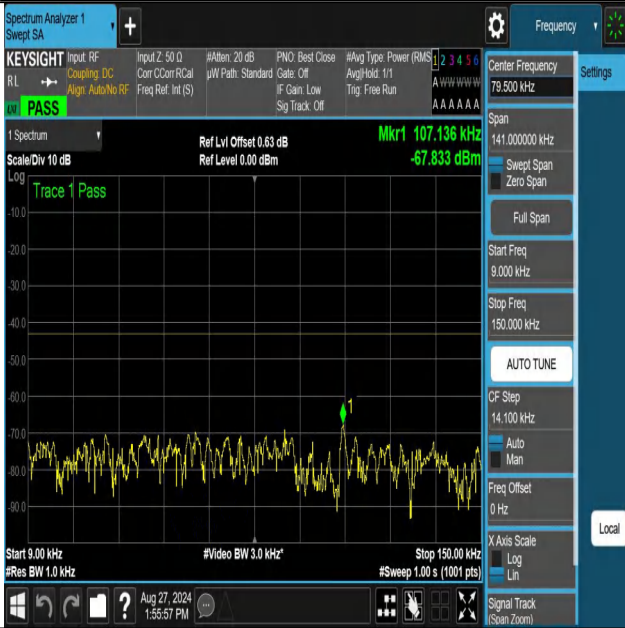 Spectrum Analyzer 1
Swept SA
+
Frequency
KEYSIGHT
RL
PASS
Input: RF
Coupling: DC
Align: Auto/No RF
Input Z: 50 Ω
Corr CCorr RCal
Freq Ref: Int (S)
#Atten: 20 dB
µW Path: Standard
PNO: Best Close
Gate: Off
IF Gain: Low
Sig Track: Off
#Avg Type: Power (RMS
Avg|Hold: 1/1
Trig: Free Run
1 2 3 4 5 6
A W W W W W
A A A A A A
1 Spectrum
Scale/Div 10 dB
Ref Lvl Offset 0.63 dB
Ref Level 0.00 dBm
Mkr1 107.136 kHz
-67.833 dBm
Log
Trace 1 Pass
-10.0
-20.0
-30.0
-40.0
-50.0
-60.0
-70.0
-80.0
-90.0
1
Start 9.00 kHz
#Res BW 1.0 kHz
#Video BW 3.0 kHz*
Stop 150.00 kHz
#Sweep 1.00 s (1001 pts)
Center Frequency
79.500 kHz
Settings
Span
141.000000 kHz
Swept Span
Zero Span
Full Span
Start Freq
9.000 kHz
Stop Freq
150.000 kHz
AUTO TUNE
CF Step
14.100 kHz
Auto
Man
Freq Offset
0 Hz
X Axis Scale
Log
Lin
Local
Signal Track
(Span Zoom)
?
Aug 27, 2024
1:55:57 PM